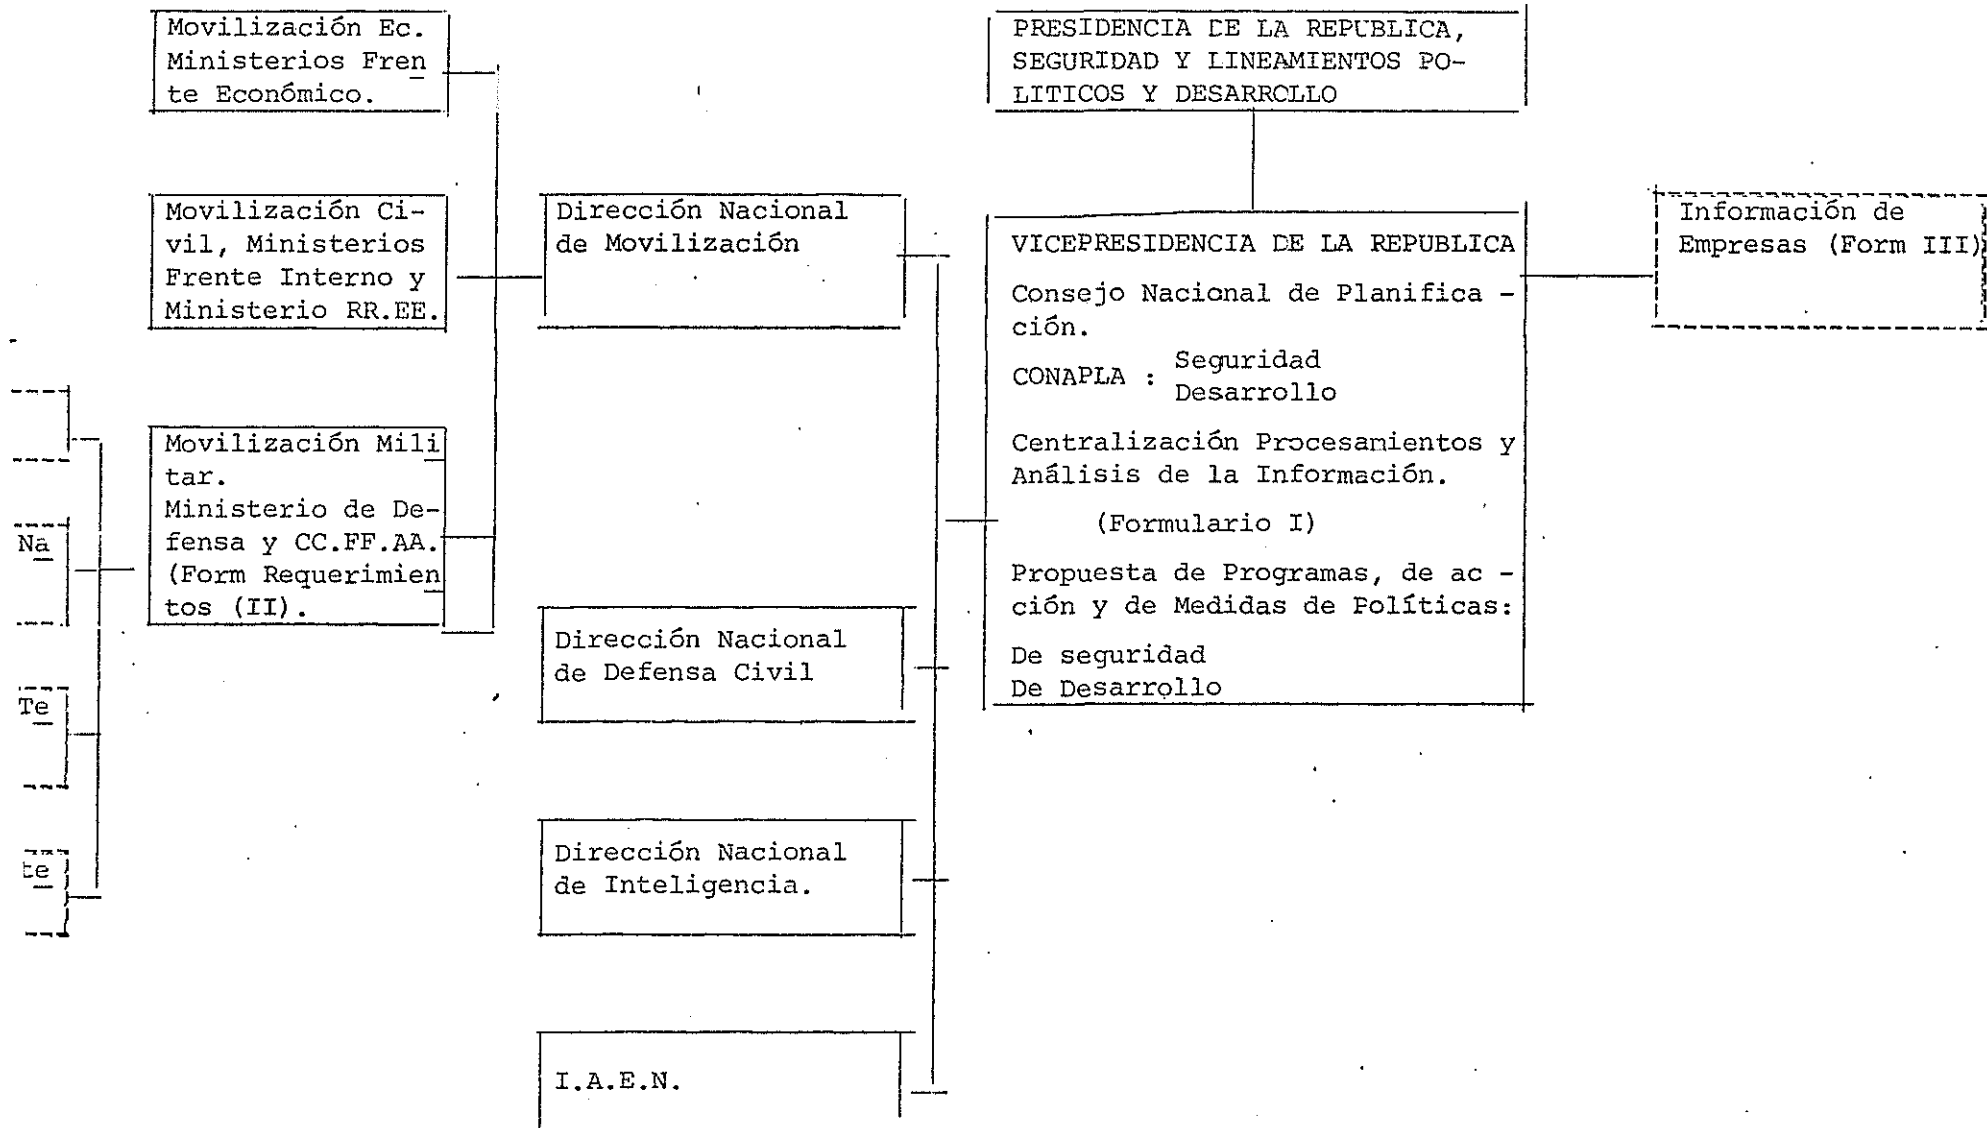 Movilización Ec.
Ministerios Fren
te Económico.
PRESIDENCIA DE LA REPUBLICA,
SEGURIDAD Y LINEAMIENTOS PO-
LITICOS Y DESARROLLO
Movilización Ci-
vil, Ministerios
Frente Interno y
Ministerio RR.EE.
Dirección Nacional
de Movilización
VICEPRESIDENCIA DE LA REPUBLICA
Consejo Nacional de Planifica -
ción.
CONAPLA : Seguridad
Desarrollo
Centralización Procesamientos y
Análisis de la Información.
(Formulario I)
Propuesta de Programas, de ac -
ción y de Medidas de Políticas:
De seguridad
De Desarrollo
Información de
Empresas (Form III)
Na
Te
te
Movilización Mili
tar.
Ministerio de De-
fensa y CC.FF.AA.
(Form Requerimien
tos (II).
Dirección Nacional
de Defensa Civil
Dirección Nacional
de Inteligencia.
I.A.E.N.